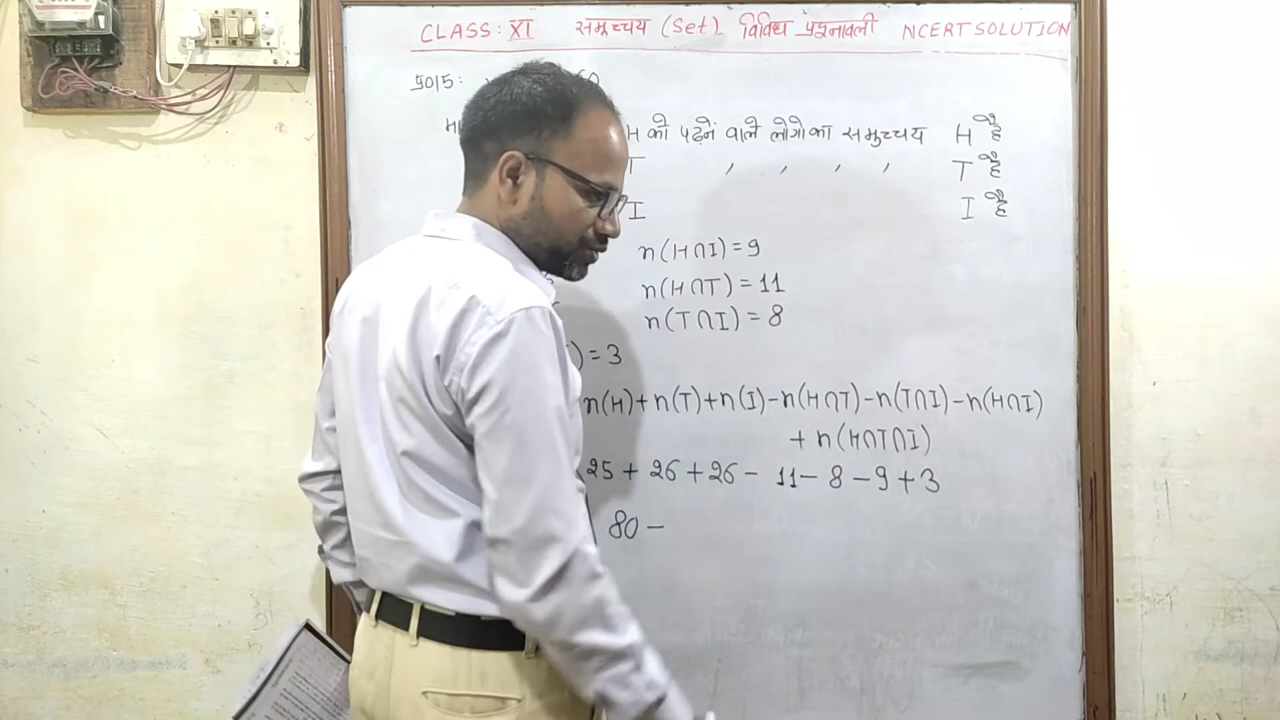 CLASS: XI समुच्चय (Set) विविध प्रश्नावली NCERT SOLUTION
प्र015:
H को पढ़ने वाले लोगो का समुच्चय H है
T , , , , T है
I I है
n(H∩I) = 9
n(H∩T) = 11
n(T∩I) = 8
) = 3
n(H)+n(T)+n(I)-n(H∩T)-n(T∩I)-n(H∩I)
+ n(H∩T∩I)
25 + 26 + 26 - 11 - 8 - 9 + 3
80 -